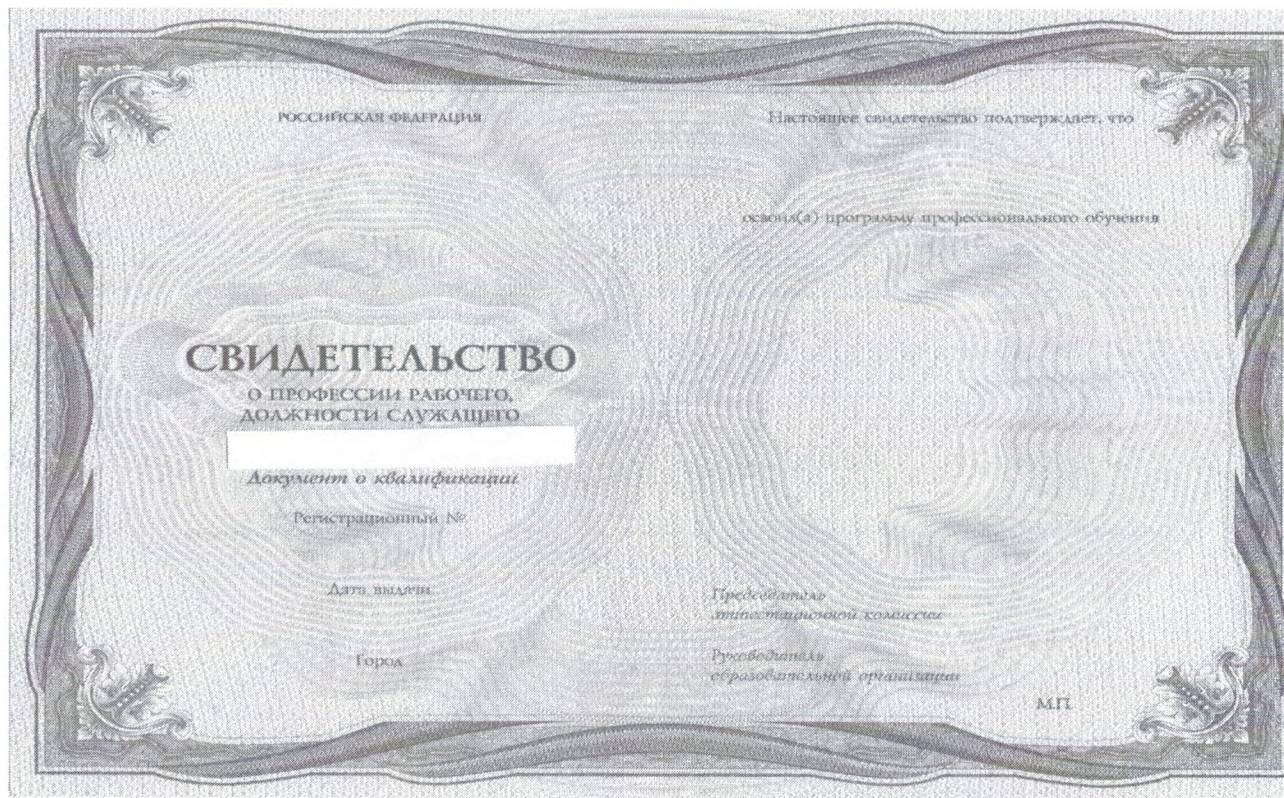 РОССИЙСКАЯ ФЕДЕРАЦИЯ
СВИДЕТЕЛЬСТВО
О ПРОФЕССИИ РАБОЧЕГО,
ДОЛЖНОСТИ СЛУЖАЩЕГО
Документ о квалификации
Регистрационный №
Дата выдачи
Город
Настоящее свидетельство подтверждает, что
освоил(а) программу профессионального обучения
Председатель
аттестационной комиссии
Руководитель
образовательной организации
М.П.